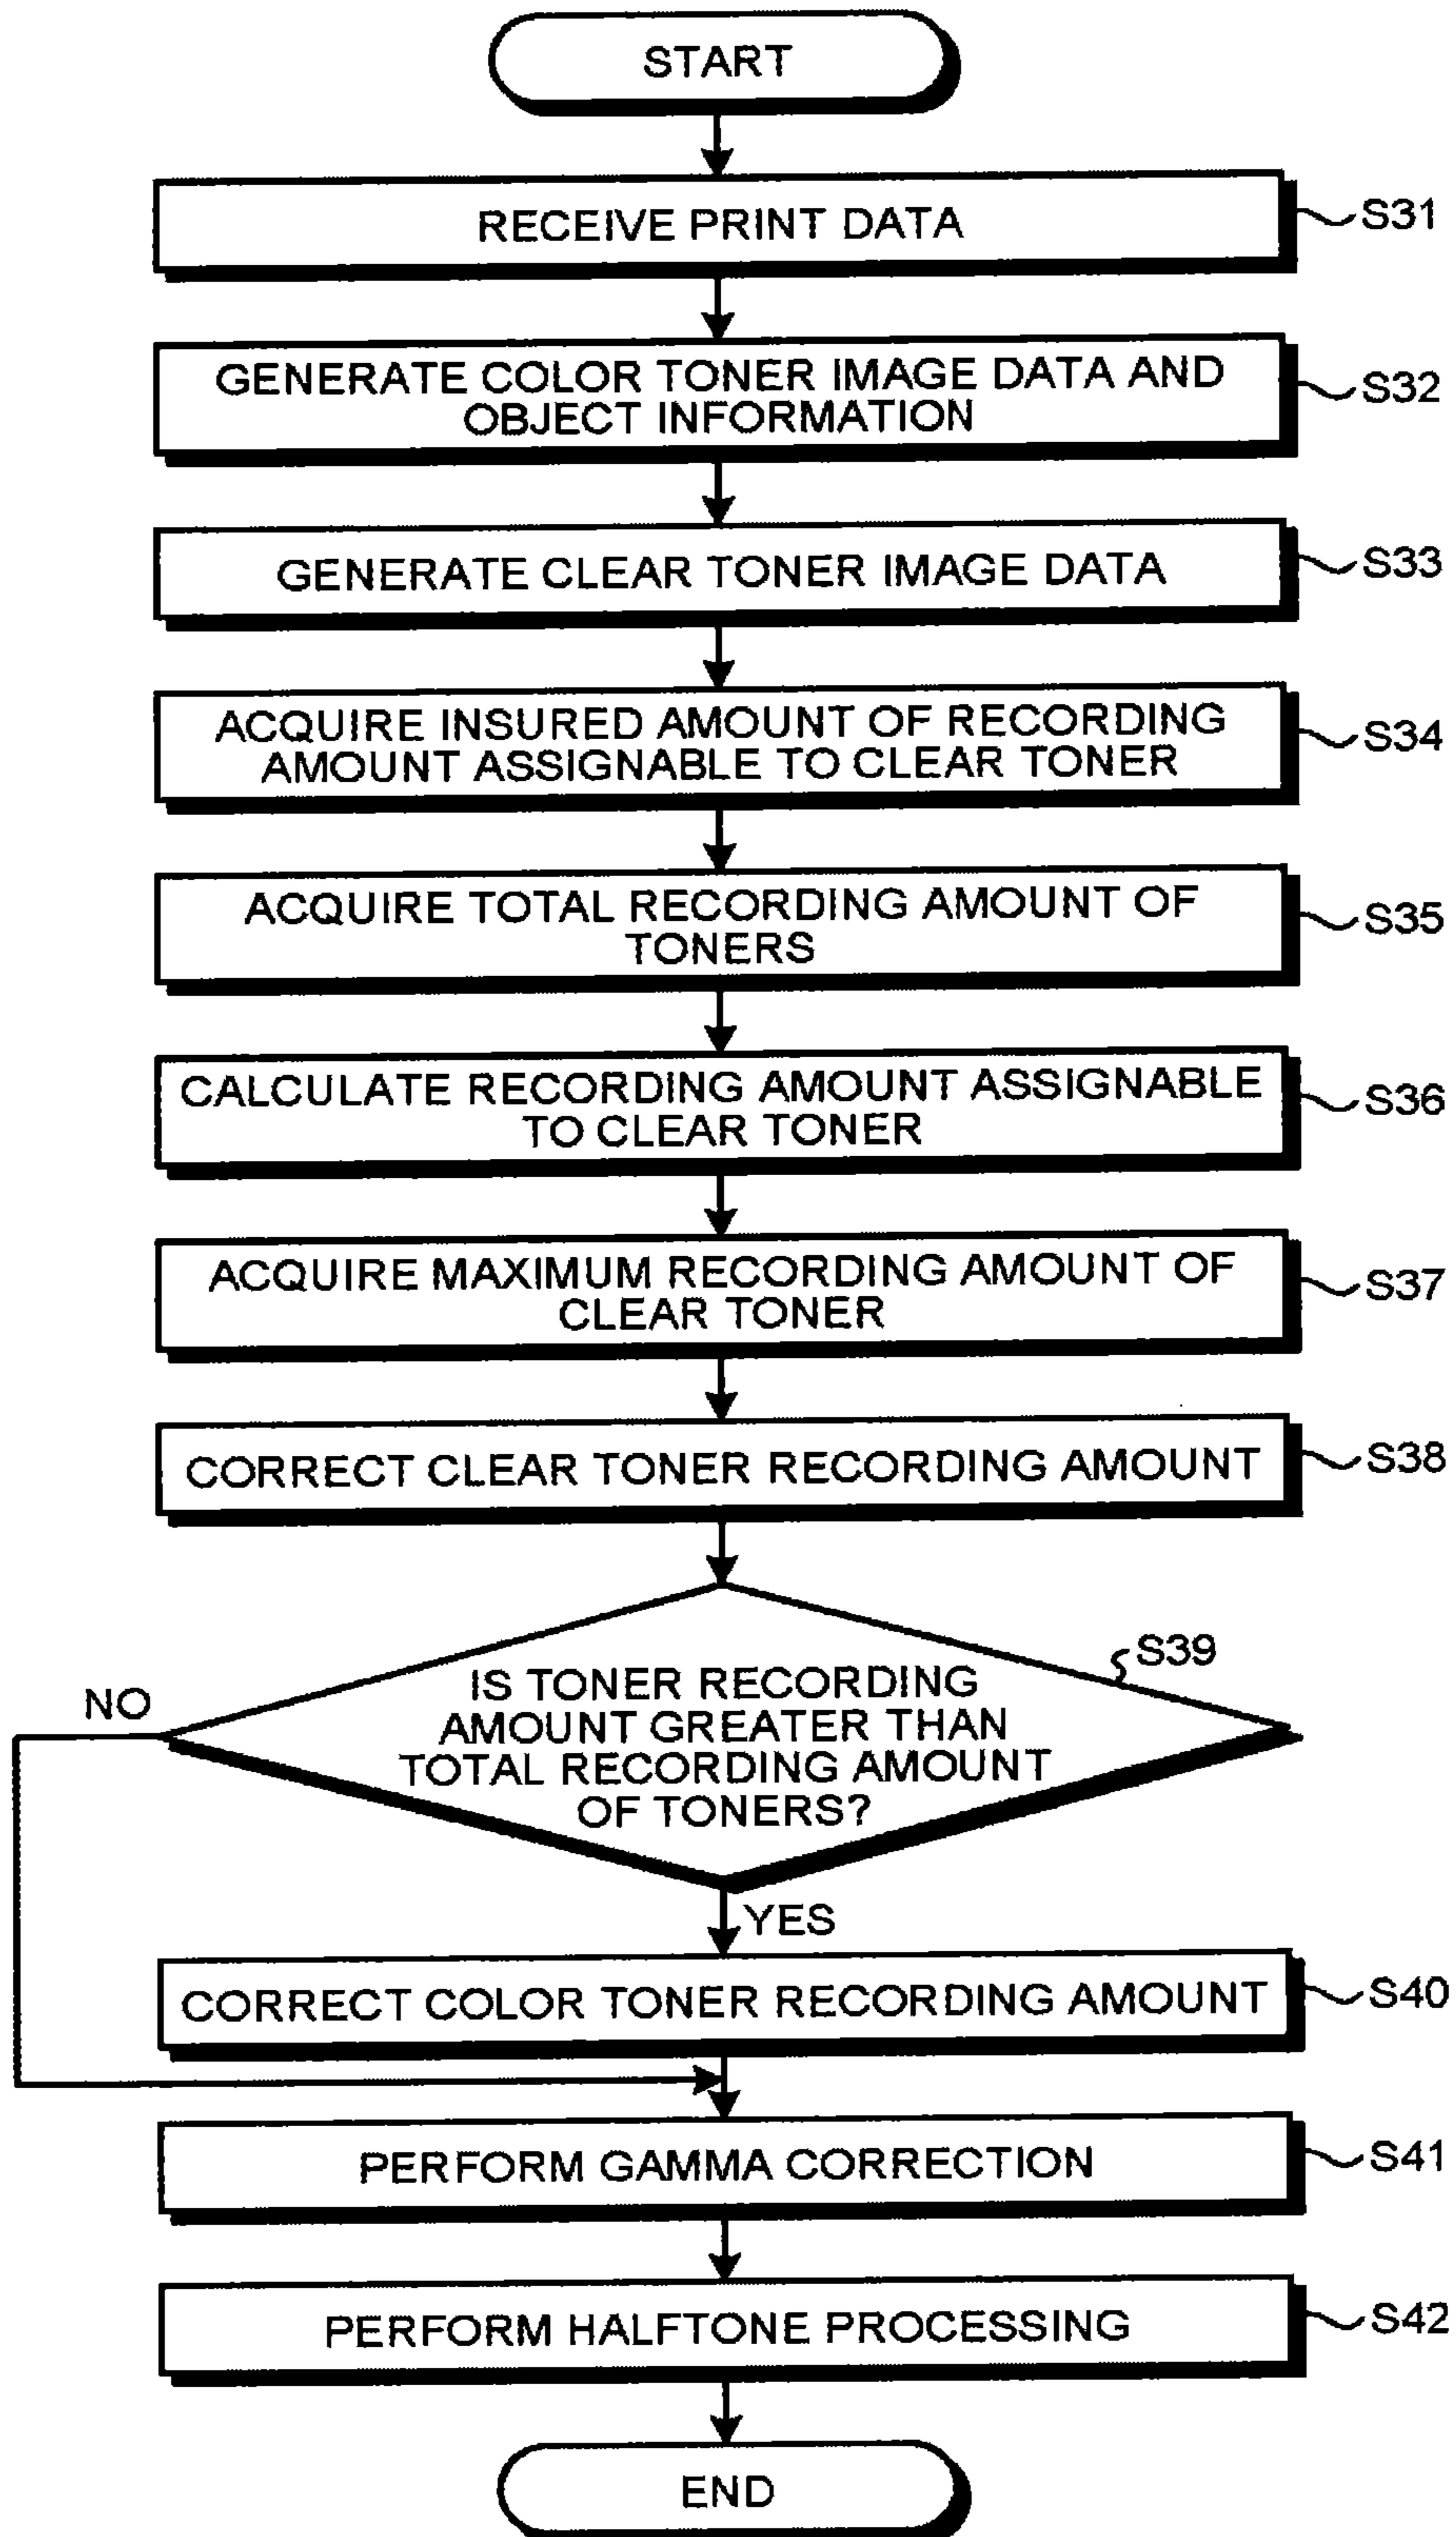 START
RECEIVE PRINT DATA
S31
GENERATE COLOR TONER IMAGE DATA AND
OBJECT INFORMATION
S32
GENERATE CLEAR TONER IMAGE DATA
S33
ACQUIRE INSURED AMOUNT OF RECORDING
AMOUNT ASSIGNABLE TO CLEAR TONER
S34
ACQUIRE TOTAL RECORDING AMOUNT OF
TONERS
S35
CALCULATE RECORDING AMOUNT ASSIGNABLE
TO CLEAR TONER
S36
ACQUIRE MAXIMUM RECORDING AMOUNT OF
CLEAR TONER
S37
CORRECT CLEAR TONER RECORDING AMOUNT
S38
S39
NO
IS TONER RECORDING
AMOUNT GREATER THAN
TOTAL RECORDING AMOUNT
OF TONERS?
YES
CORRECT COLOR TONER RECORDING AMOUNT
S40
PERFORM GAMMA CORRECTION
S41
PERFORM HALFTONE PROCESSING
S42
END